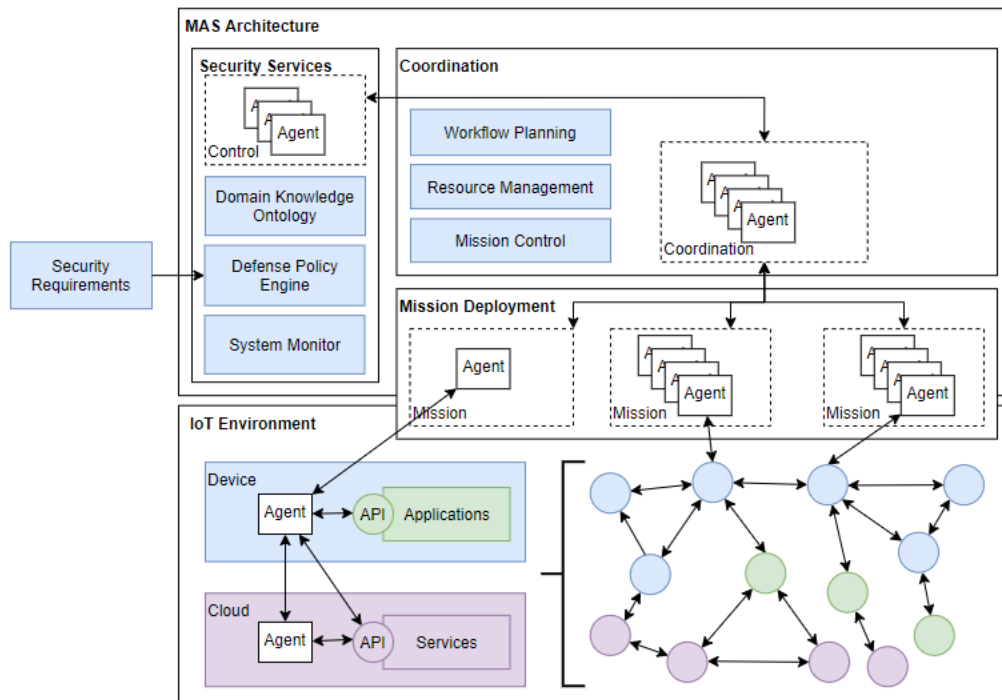 MAS Architecture
Security Services
Agent
Control
Domain Knowledge
Ontology
Defense Policy
Engine
System Monitor
Security
Requirements
Coordination
Workflow Planning
Resource Management
Mission Control
Agent
Coordination
Mission Deployment
Agent
Mission
Agent
Mission
Agent
Mission
IoT Environment
Device
Agent
API
Applications
Cloud
Agent
API
Services